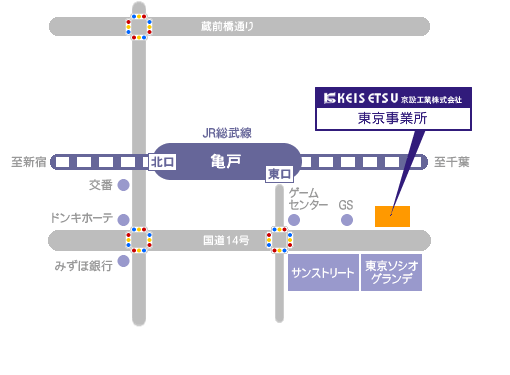 蔵前橋通り
KEISETSU 京設工業株式会社
東京事業所
JR総武線
至新宿
北口
亀戸
至千葉
東口
交番
ゲーム
センター
GS
ドンキホーテ
国道14号
みずほ銀行
サンストリート
東京ソシオ
グランデ